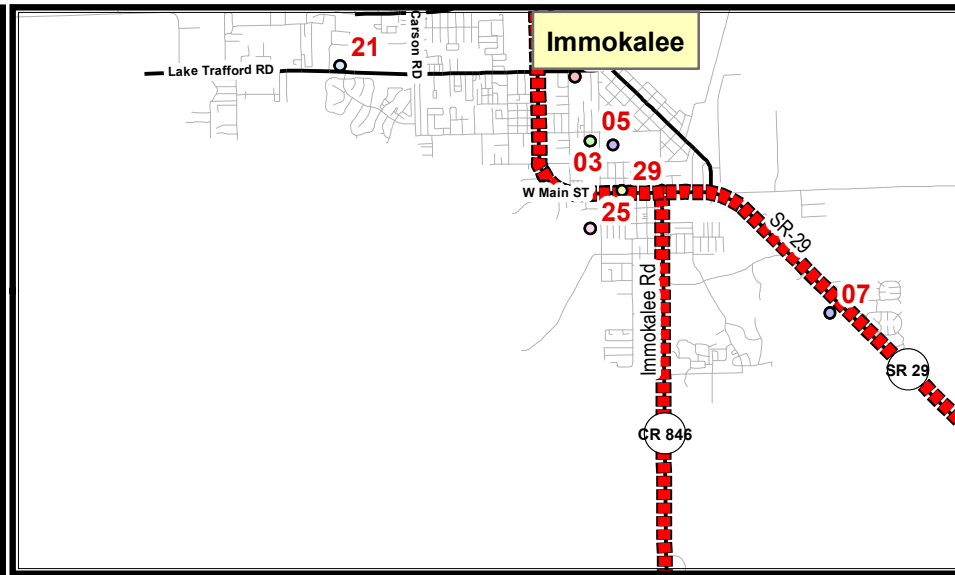 Immokalee
Carson RD
21
Lake Trafford RD
05
03
29
W Main ST
25
SR-29
Immokalee Rd
07
SR 29
CR 846